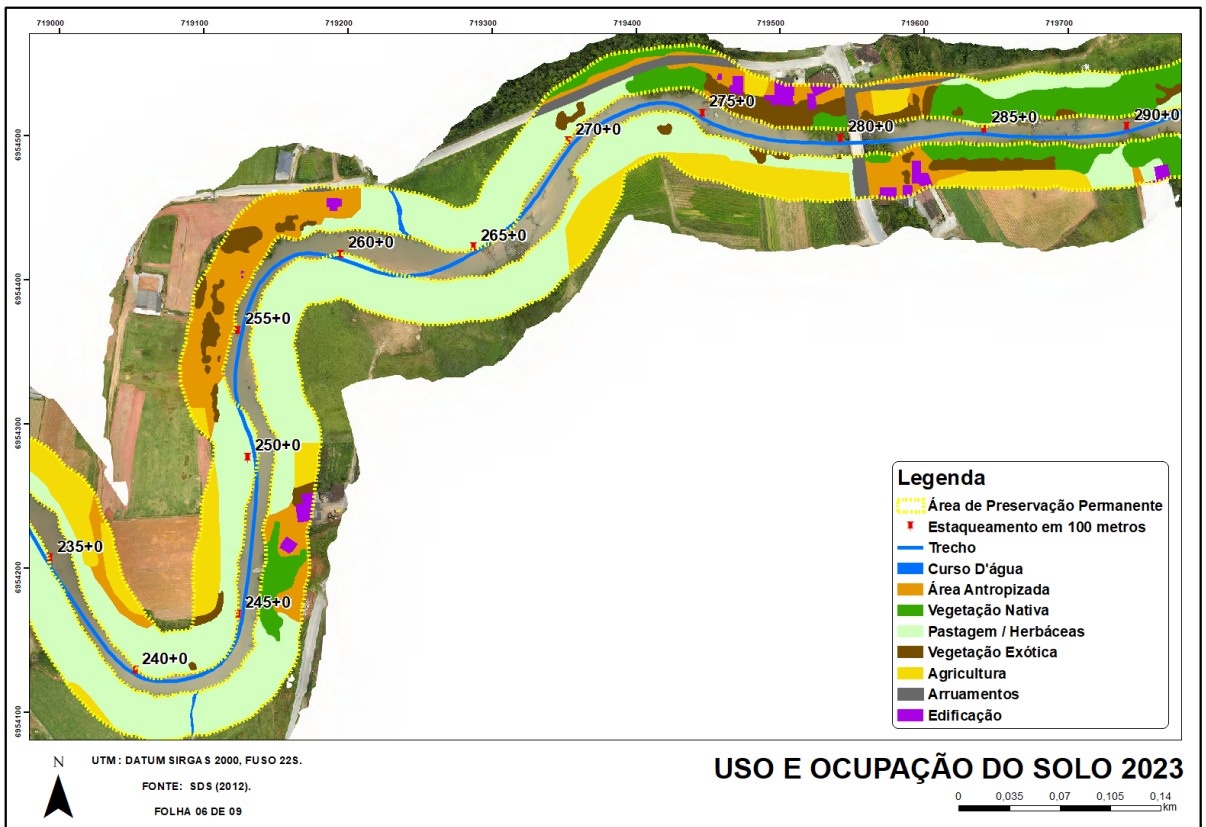 719000 719100 719200 719300 719400 719500 719600 719700
6954500
6954400
6954300
6954200
6954100
275+0
270+0
280+0
285+0
290+0
265+0
260+0
255+0
250+0
235+0
245+0
240+0
Legenda
Área de Preservação Permanente
Estaqueamento em 100 metros
Trecho
Curso D'água
Área Antropizada
Vegetação Nativa
Pastagem / Herbáceas
Vegetação Exótica
Agricultura
Arruamentos
Edificação
N
UTM: DATUM SIRGAS 2000, FUSO 22S.
FONTE: SDS (2012).
FOLHA 06 DE 09
USO E OCUPAÇÃO DO SOLO 2023
0 0,035 0,07 0,105 0,14
km